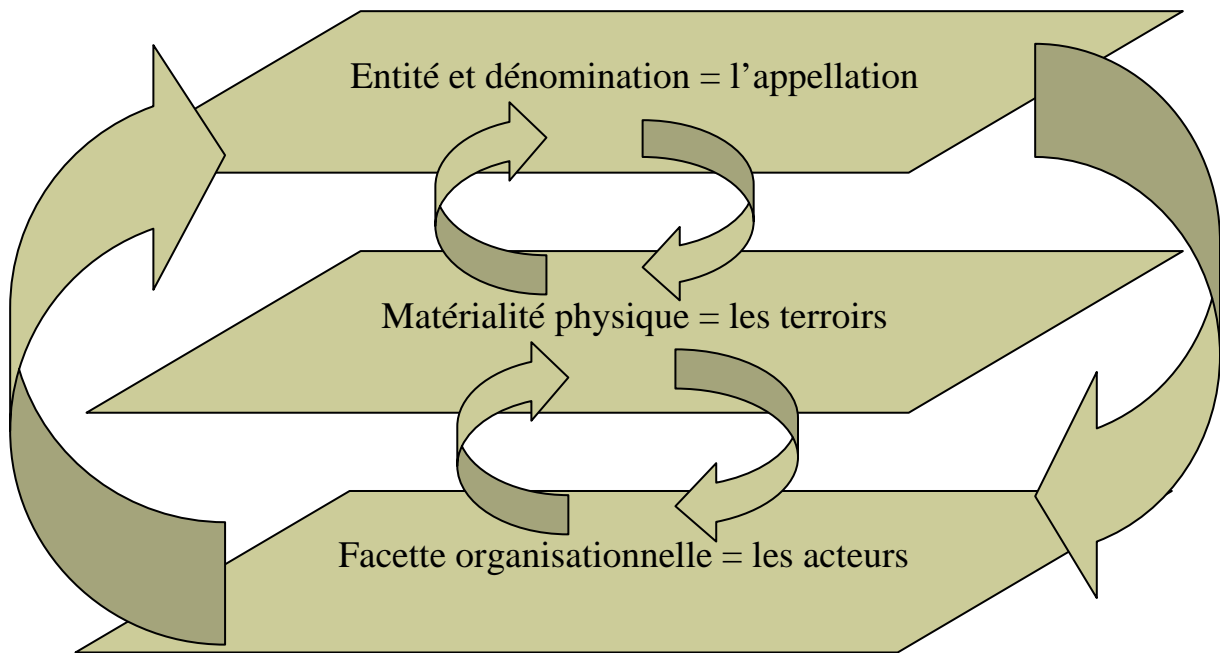 Entité et dénomination = l’appellation
Matérialité physique = les terroirs
Facette organisationnelle = les acteurs